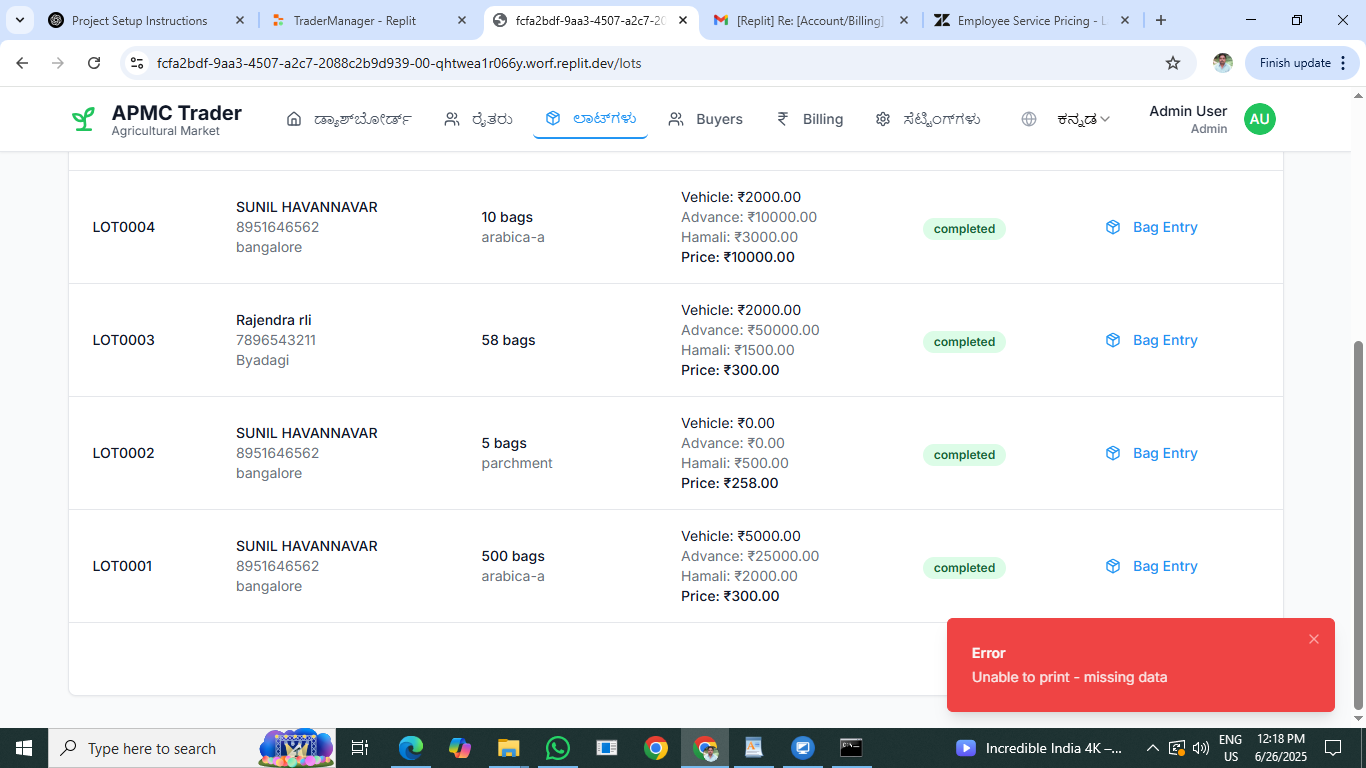 Project Setup Instructions
TraderManager - Replit
fcfa2bdf-9aa3-4507-a2c7-20
[Replit] Re: [Account/Billing]
Employee Service Pricing - L
fcfa2bdf-9aa3-4507-a2c7-2088c2b9d939-00-qhtwea1r066y.worf.replit.dev/lots
Finish update
APMC Trader
Agricultural Market
ಡ್ಯಾಶ್‌ಬೋರ್ಡ್
ರೈತರು
ಲಾಟ್‌ಗಳು
Buyers
₹ Billing
ಸೆಟ್ಟಿಂಗ್‌ಗಳು
ಕನ್ನಡ
Admin User
Admin
AU
LOT0004
SUNIL HAVANNAVAR
8951646562
bangalore
10 bags
arabica-a
Vehicle: ₹2000.00
Advance: ₹10000.00
Hamali: ₹3000.00
Price: ₹10000.00
completed
Bag Entry
LOT0003
Rajendra rli
7896543211
Byadagi
58 bags
Vehicle: ₹2000.00
Advance: ₹50000.00
Hamali: ₹1500.00
Price: ₹300.00
completed
Bag Entry
LOT0002
SUNIL HAVANNAVAR
8951646562
bangalore
5 bags
parchment
Vehicle: ₹0.00
Advance: ₹0.00
Hamali: ₹500.00
Price: ₹258.00
completed
Bag Entry
LOT0001
SUNIL HAVANNAVAR
8951646562
bangalore
500 bags
arabica-a
Vehicle: ₹5000.00
Advance: ₹25000.00
Hamali: ₹2000.00
Price: ₹300.00
completed
Bag Entry
Error
Unable to print - missing data
Type here to search
Incredible India 4K –...
ENG
US
12:18 PM
6/26/2025